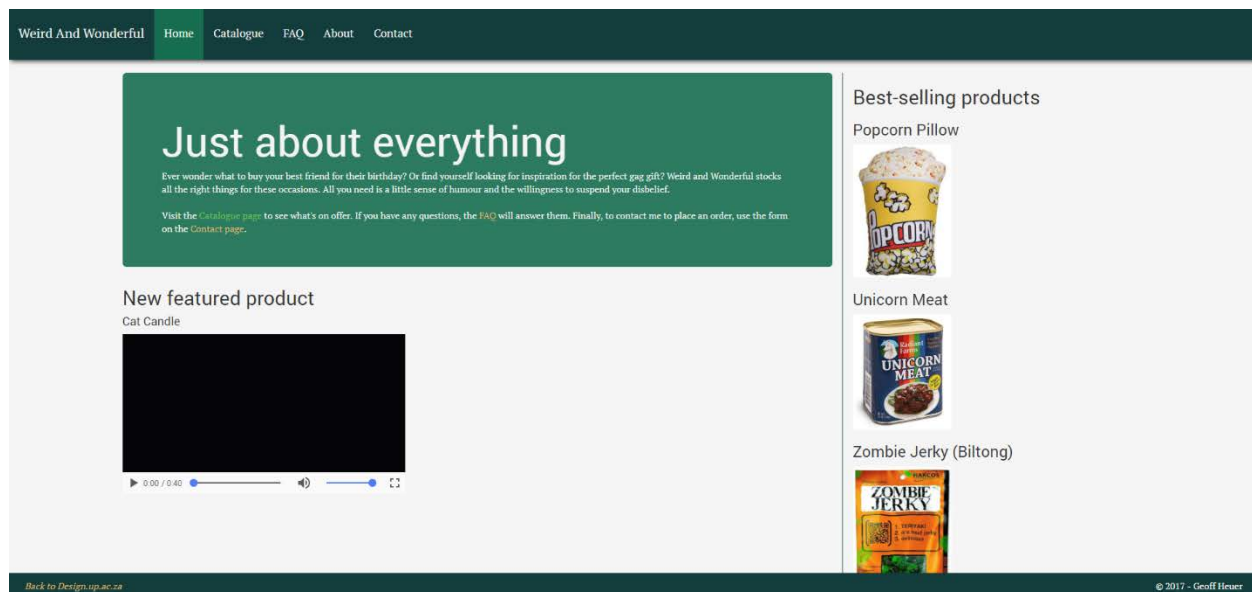 Weird And Wonderful Home Catalogue FAQ About Contact
Just about everything
Ever wonder what to buy your best friend for their birthday? Or find yourself looking for inspiration for the perfect gag gift? Weird and Wonderful stocks
all the right things for these occasions. All you need is a little sense of humour and the willingness to suspend your disbelief.
Visit the Catalogue page to see what's on offer. If you have any questions, the FAQ will answer them. Finally, to contact me to place an order, use the form
on the Contact page.
New featured product
Cat Candle
0:00 / 0:40
Best-selling products
Popcorn Pillow
POPCORN
Unicorn Meat
Radiant
Farms
UNICORN
MEAT
Zombie Jerky (Biltong)
HARCOS
ZOMBIE
JERKY
Back to Design.up.ac.za
© 2017 - Geoff Heuer